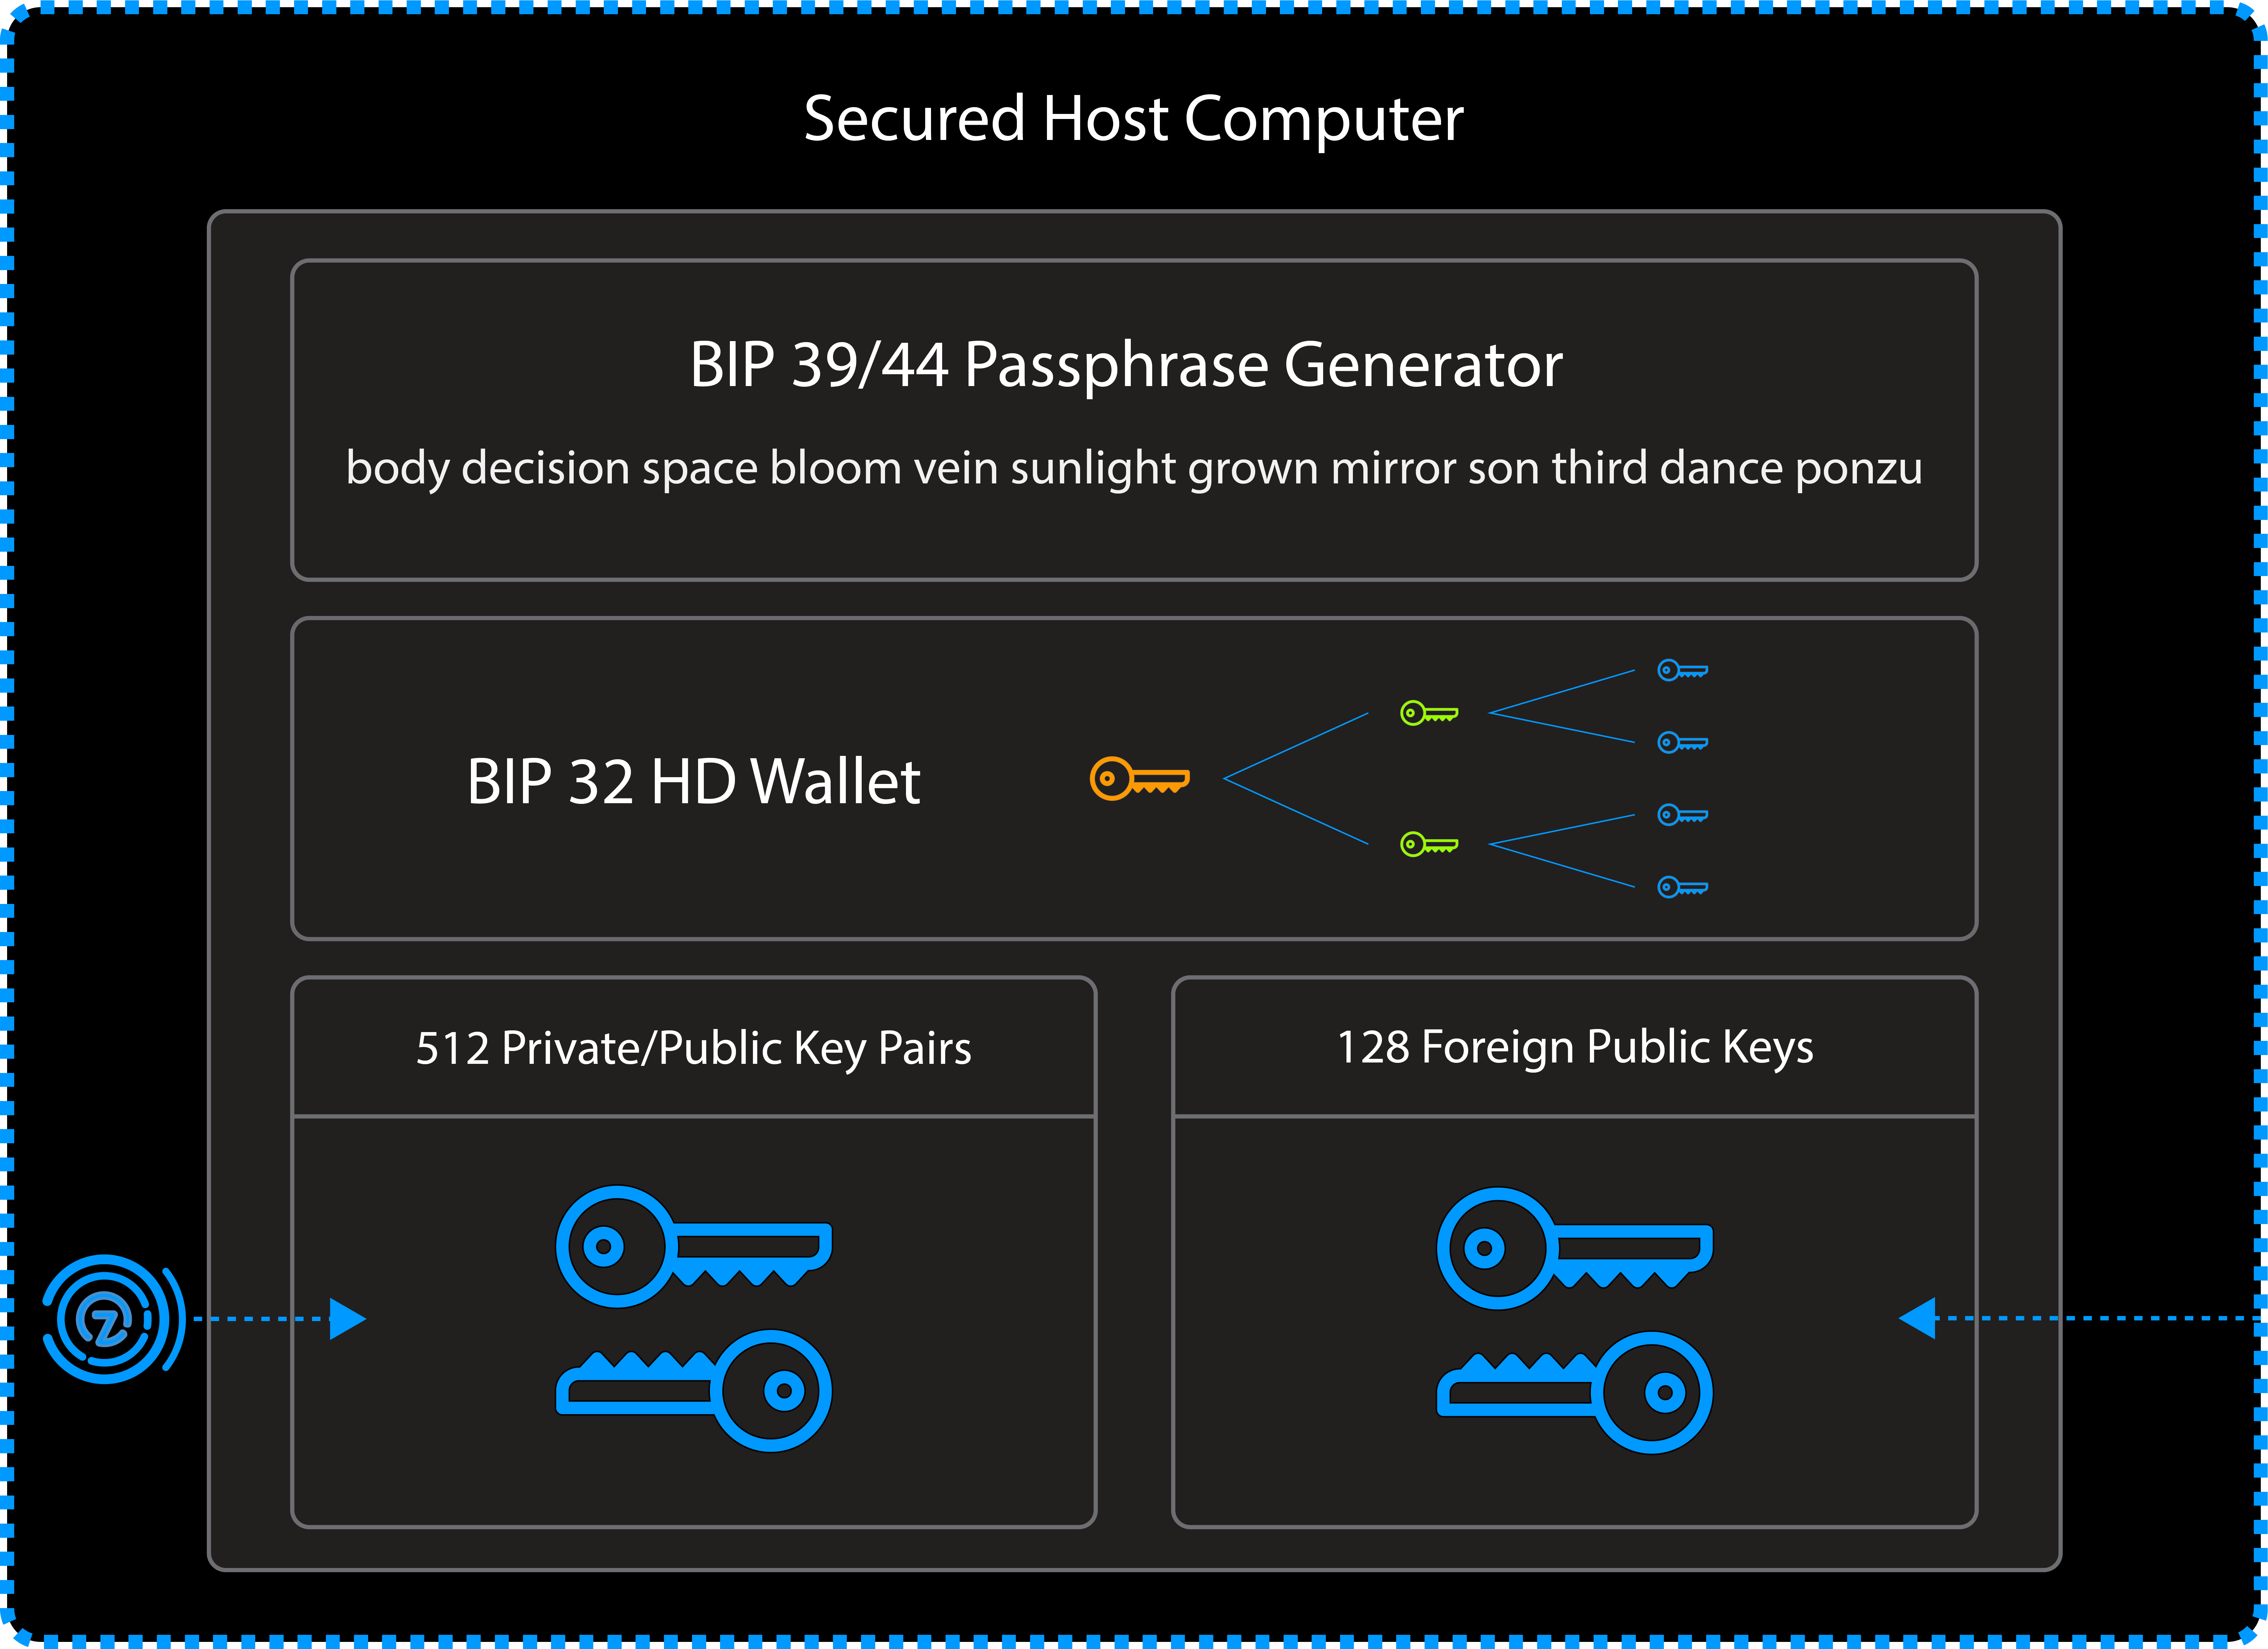 Secured Host Computer
BIP 39/44 Passphrase Generator
body decision space bloom vein sunlight grown mirror son third dance ponzu
BIP 32 HD Wallet
512 Private/Public Key Pairs
128 Foreign Public Keys
Z